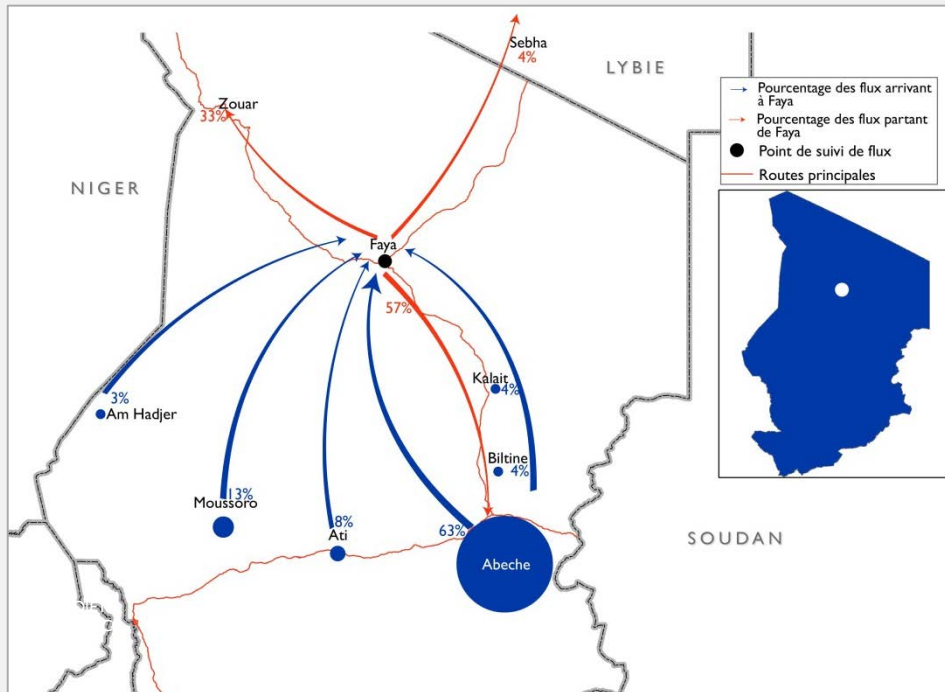 Sebha
4%
LYBIE
Pourcentage des flux arrivant
à Faya
Pourcentage des flux partant
de Faya
Point de suivi de flux
Routes principales
Zouar
33%
NIGER
Faya
57%
Kalait
4%
3%
Am Hadjer
Biltine
4%
13%
Moussoro
8%
Ati
63%
SOUDAN
Abeche